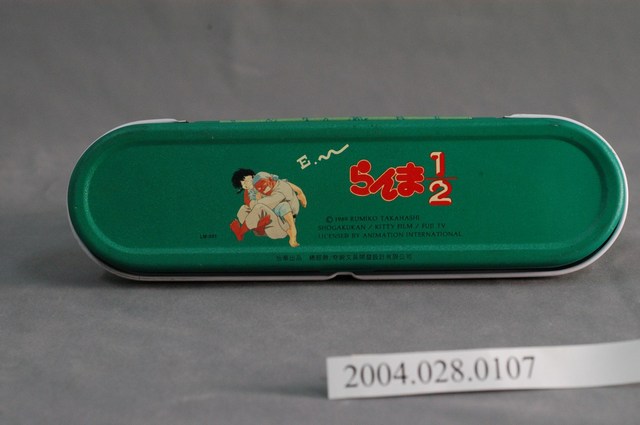 E.
らんま1/2
© 1989 RUMIKO TAKAHASHI
SHOGAKUKAN / KITTY FILM / FUJI TV
LICENSED BY ANIMATION INTERNATIONAL
2004.028.0107